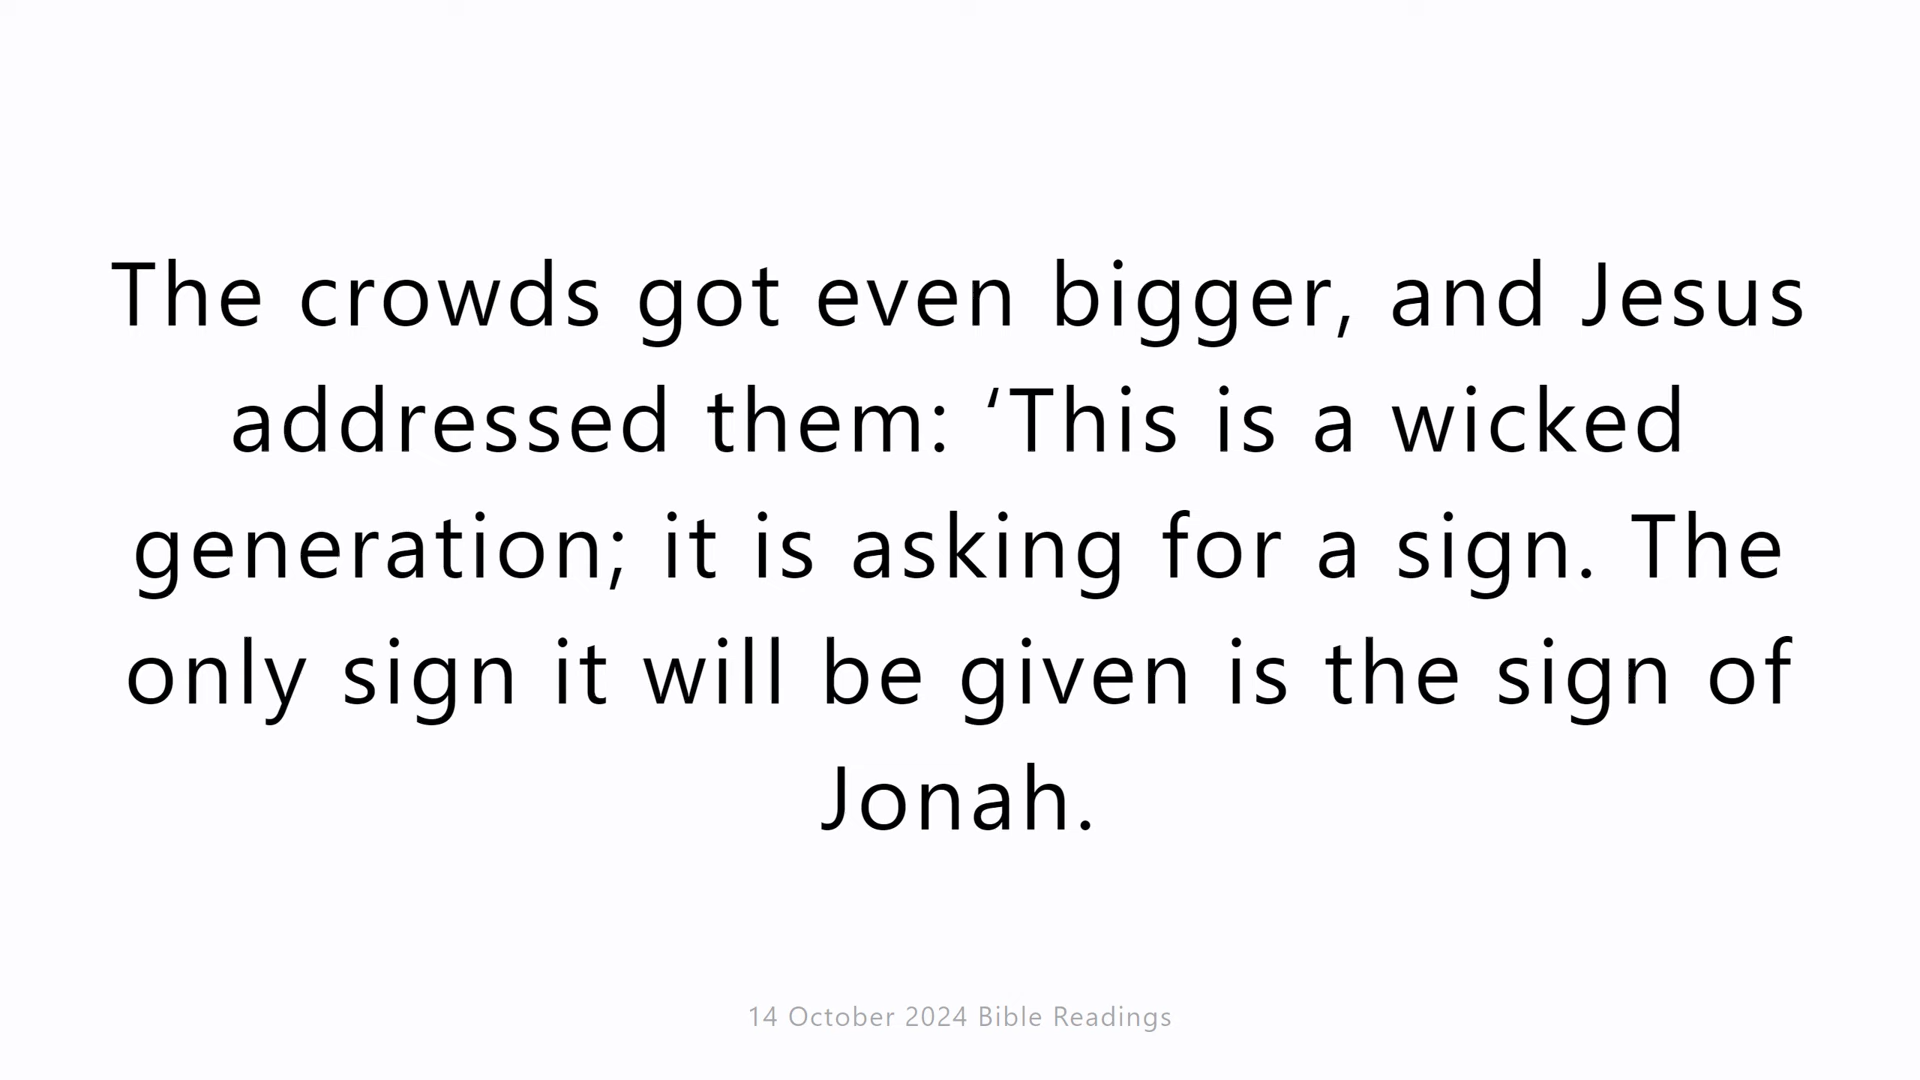 The crowds got even bigger, and Jesus
addressed them: ‘This is a wicked
generation; it is asking for a sign. The
only sign it will be given is the sign of
Jonah.
14 October 2024 Bible Readings